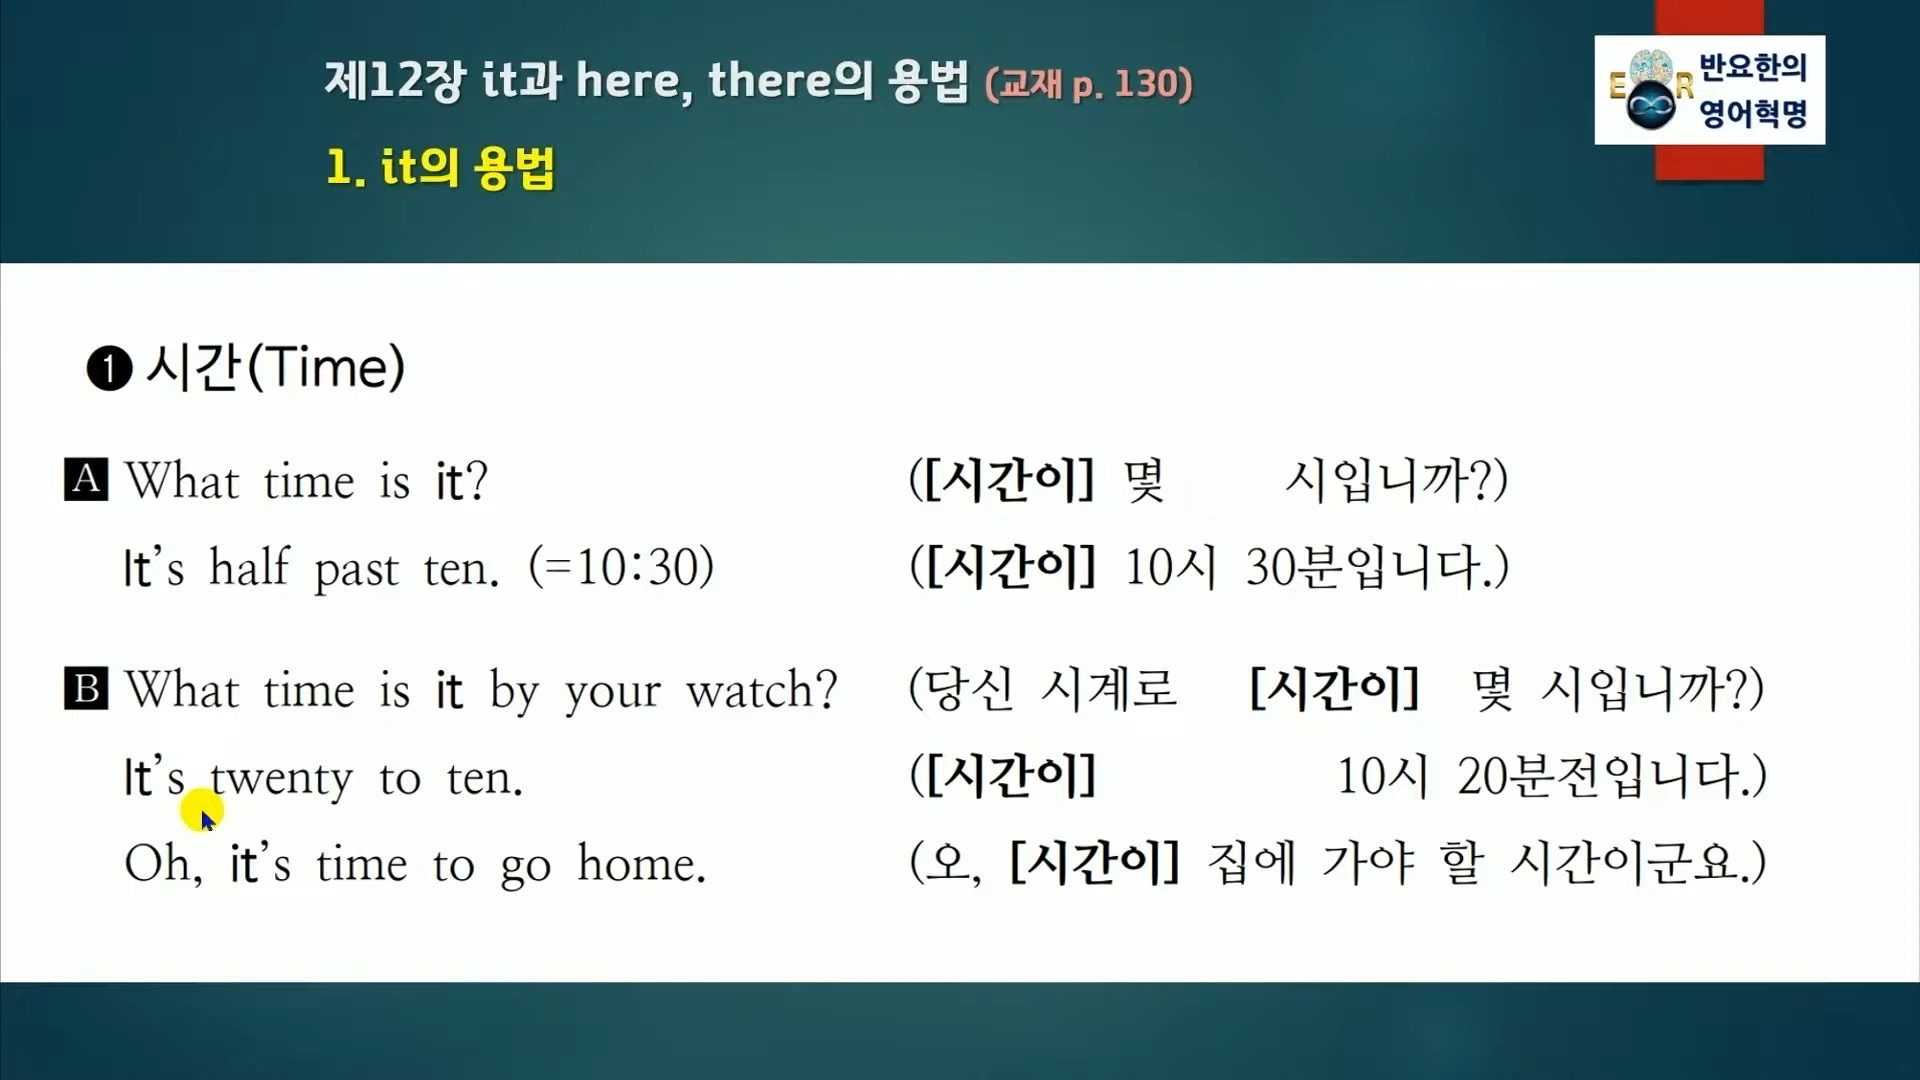 제12장 it과 here, there의 용법 (교재 p. 130)
1. it의 용법
E R 반요한의
영어혁명
❶ 시간(Time)
A What time is it? ([시간이] 몇 시입니까?)
It's half past ten. (=10:30) ([시간이] 10시 30분입니다.)
B What time is it by your watch? (당신 시계로 [시간이] 몇 시입니까?)
It's twenty to ten. ([시간이] 10시 20분전입니다.)
Oh, it's time to go home. (오, [시간이] 집에 가야 할 시간이군요.)